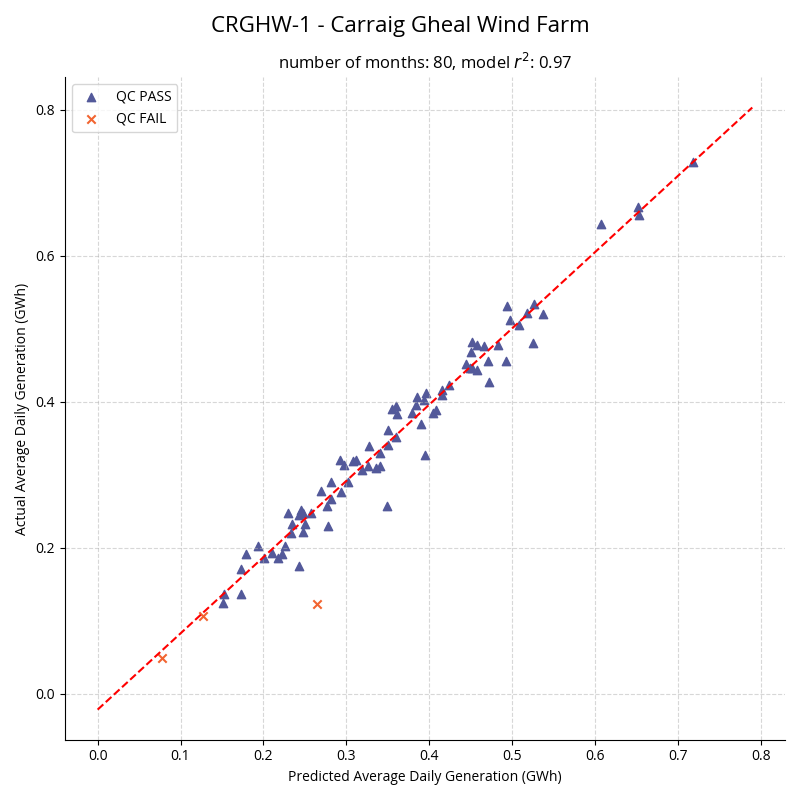 CRGHW-1 - Carraig Gheal Wind Farm
number of months: 80, model r²: 0.97
QC PASS
QC FAIL
Actual Average Daily Generation (GWh)
0.8
0.6
0.4
0.2
0.0
0.0 0.1 0.2 0.3 0.4 0.5 0.6 0.7 0.8
Predicted Average Daily Generation (GWh)